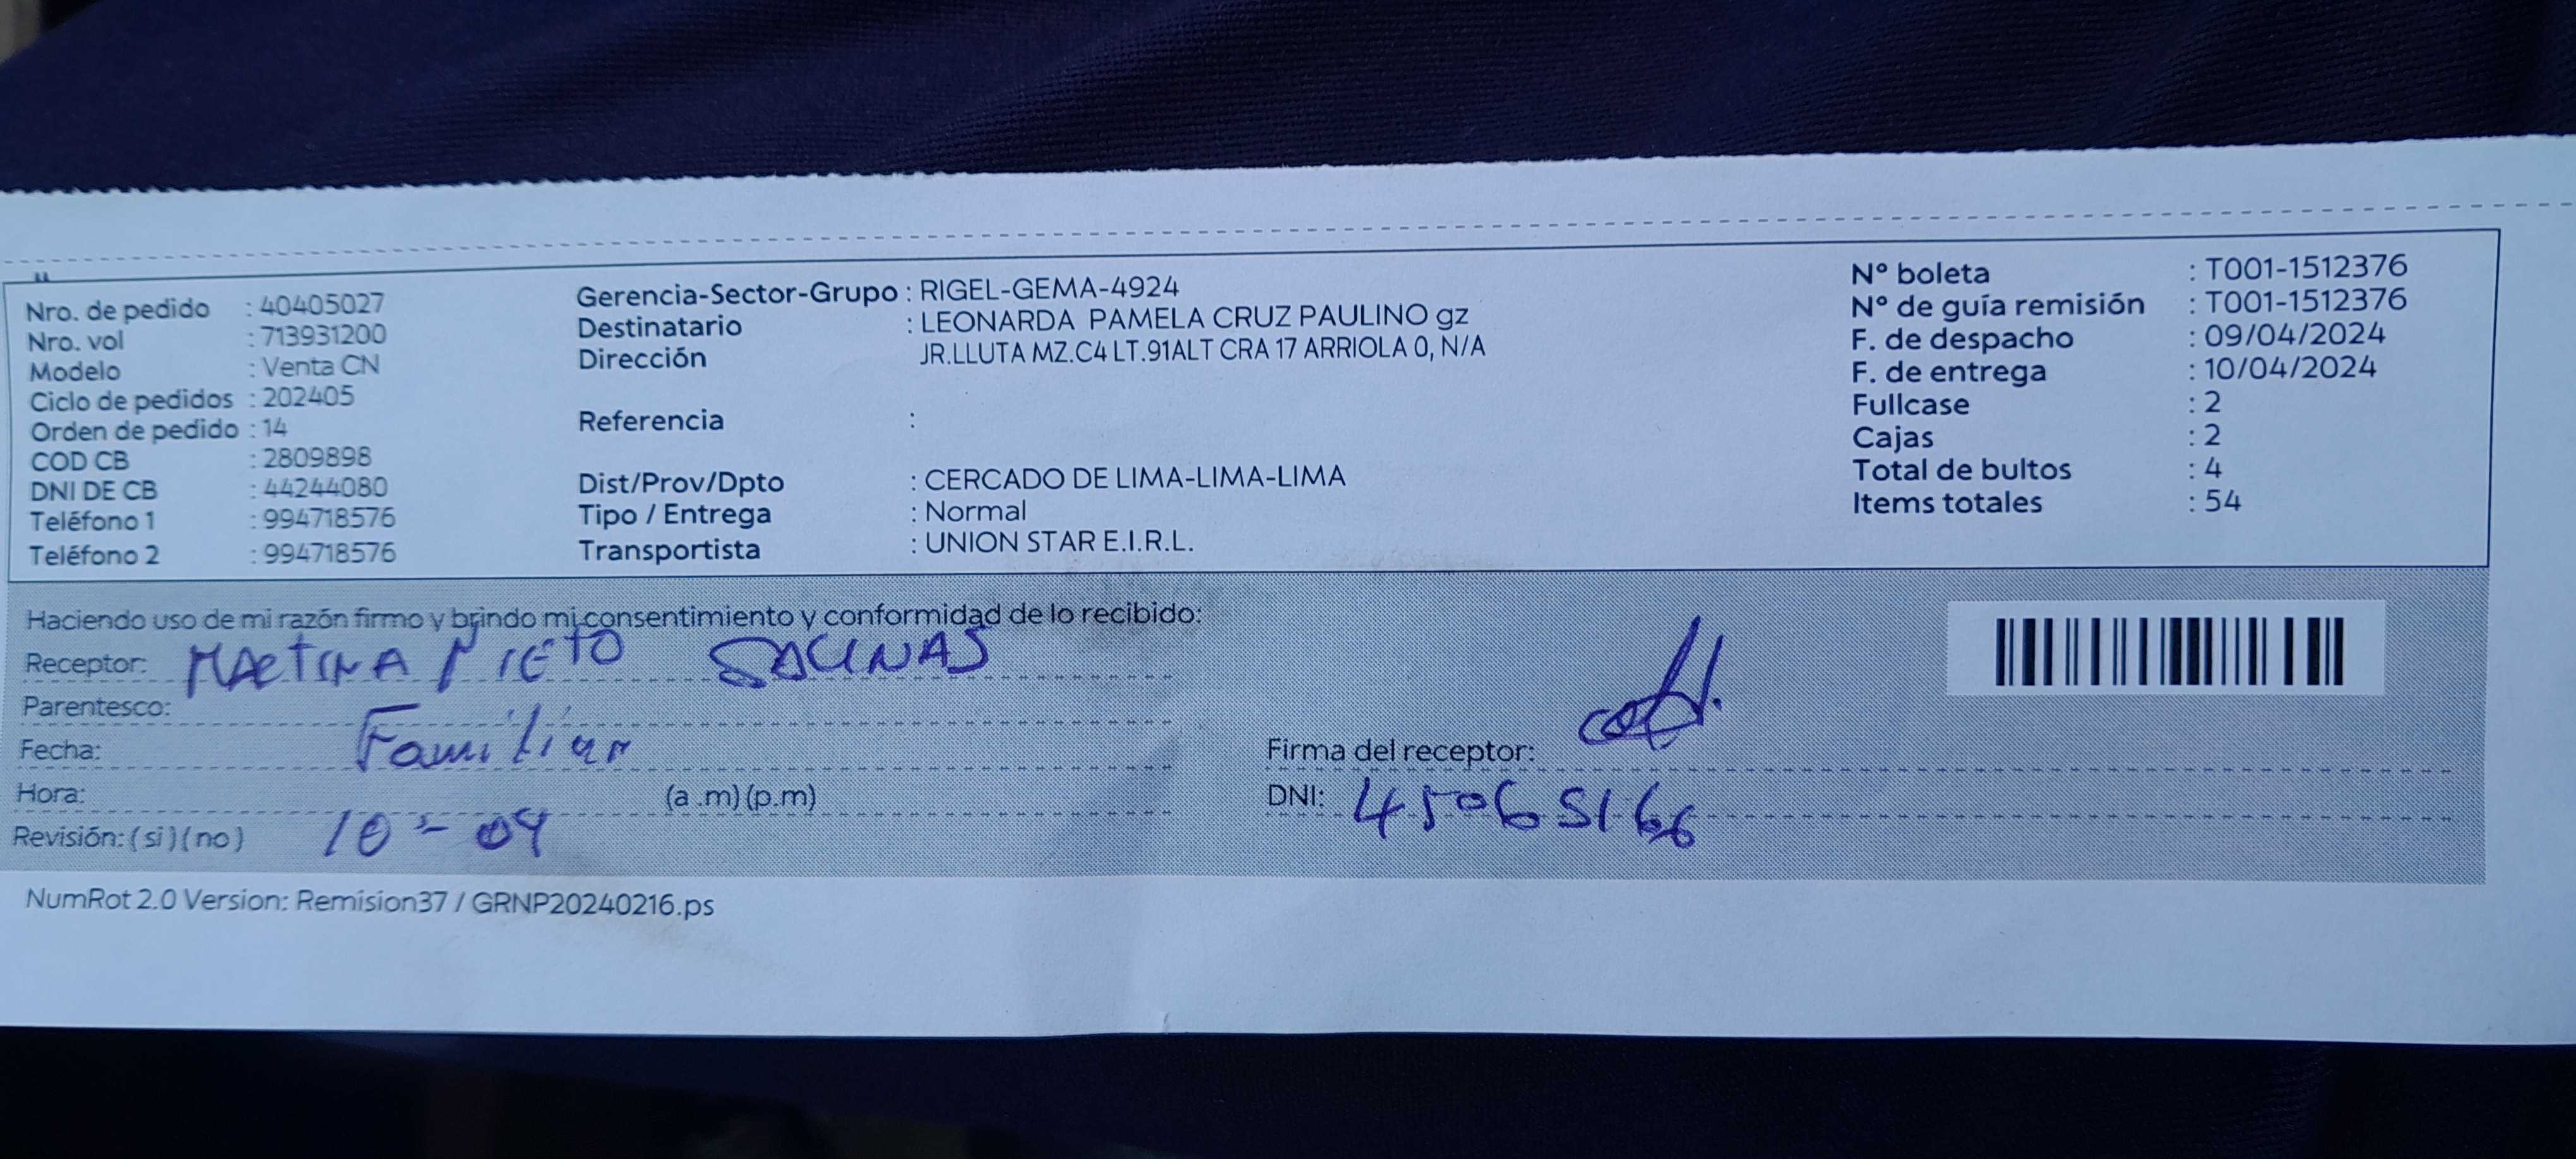 Nro. de pedido : 40405027
Nro. vol : 713931200
Modelo : Venta CN
Ciclo de pedidos : 202405
Orden de pedido : 14
COD CB : 2809898
DNI DE CB : 44244080
Teléfono 1 : 994718576
Teléfono 2 : 994718576
Gerencia-Sector-Grupo : RIGEL-GEMA-4924
Destinatario : LEONARDA PAMELA CRUZ PAULINO gz
Dirección JR.LLUTA MZ.C4 LT.91ALT CRA 17 ARRIOLA 0, N/A
Referencia :
Dist/Prov/Dpto : CERCADO DE LIMA-LIMA-LIMA
Tipo / Entrega : Normal
Transportista : UNION STAR E.I.R.L.
Nº boleta : T001-1512376
Nº de guía remisión : T001-1512376
F. de despacho : 09/04/2024
F. de entrega : 10/04/2024
Fullcase : 2
Cajas : 2
Total de bultos : 4
Items totales : 54
Haciendo uso de mi razón firmo y brindo mi consentimiento y conformidad de lo recibido:
Receptor: MARTINA NIETO SALINAS
Parentesco:
Familiar
Fecha:
Hora: (a .m) (p.m)
10 - 04
Revisión: ( si ) ( no )
Firma del receptor:
DNI: 45065166
NumRot 2.0 Version: Remision37 / GRNP20240216.ps